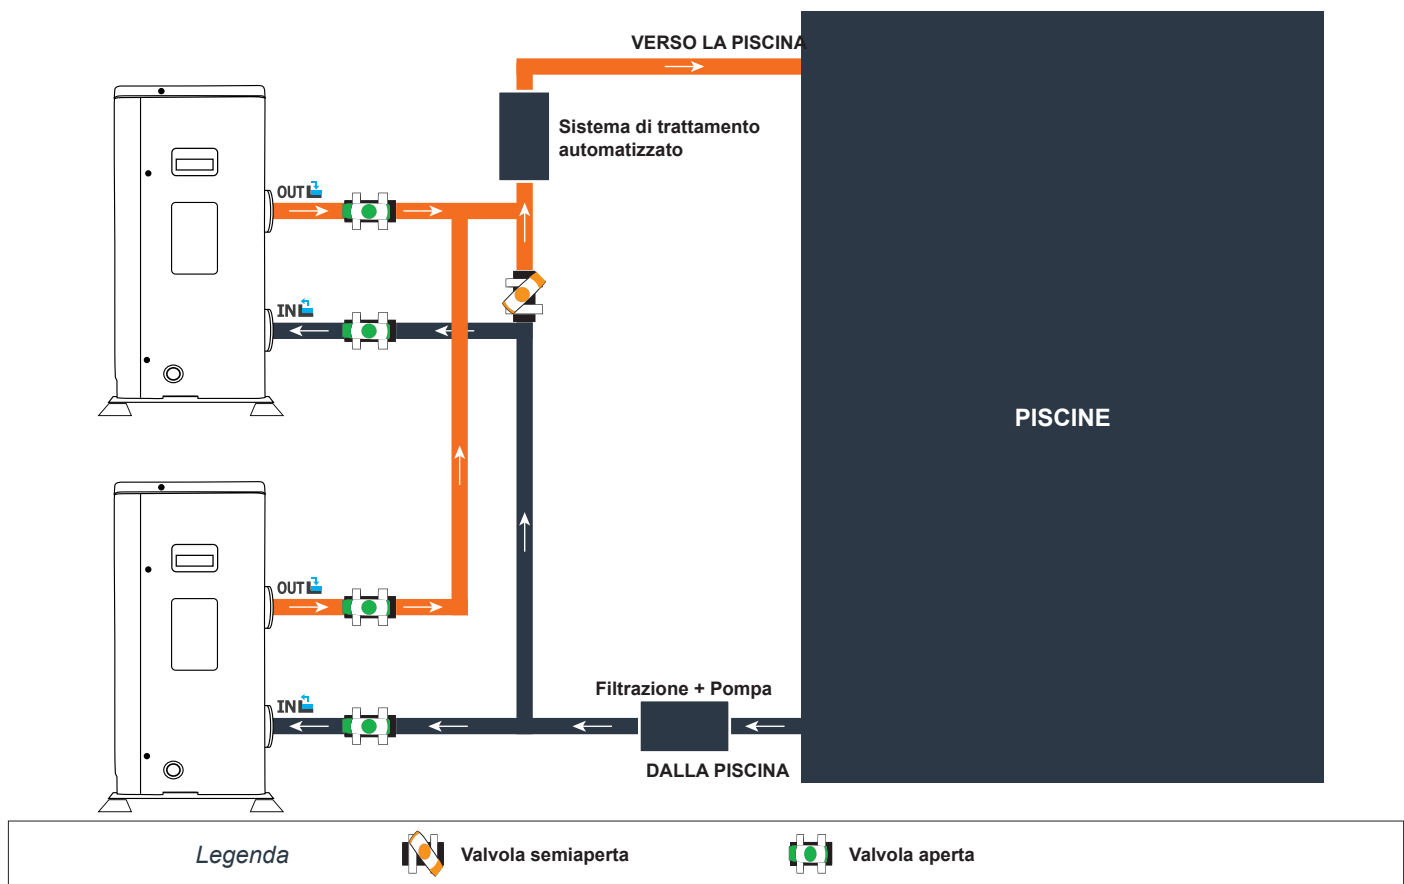 VERSO LA PISCINA
Sistema di trattamento
automatizzato
OUT
IN
PISCINE
OUT
IN
Filtrazione + Pompa
DALLA PISCINA
Legenda
Valvola semiaperta
Valvola aperta